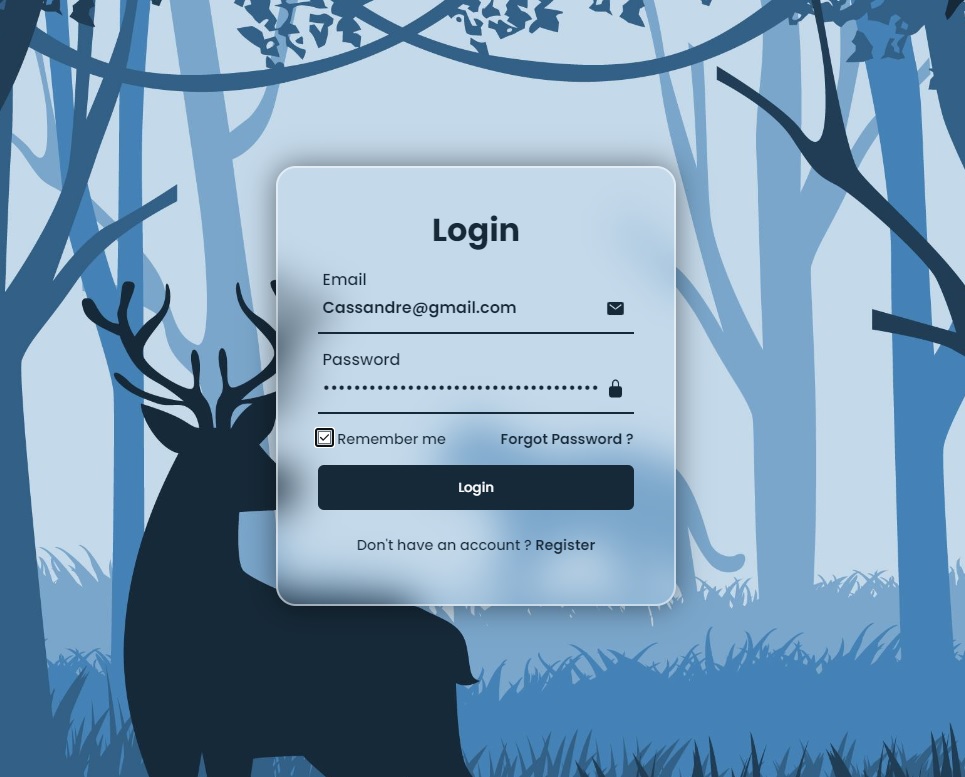 Login
Email
Cassandre@gmail.com
Password
•••••••••••••••••••••••••••••••••••
Remember me Forgot Password ?
Login
Don't have an account ? Register